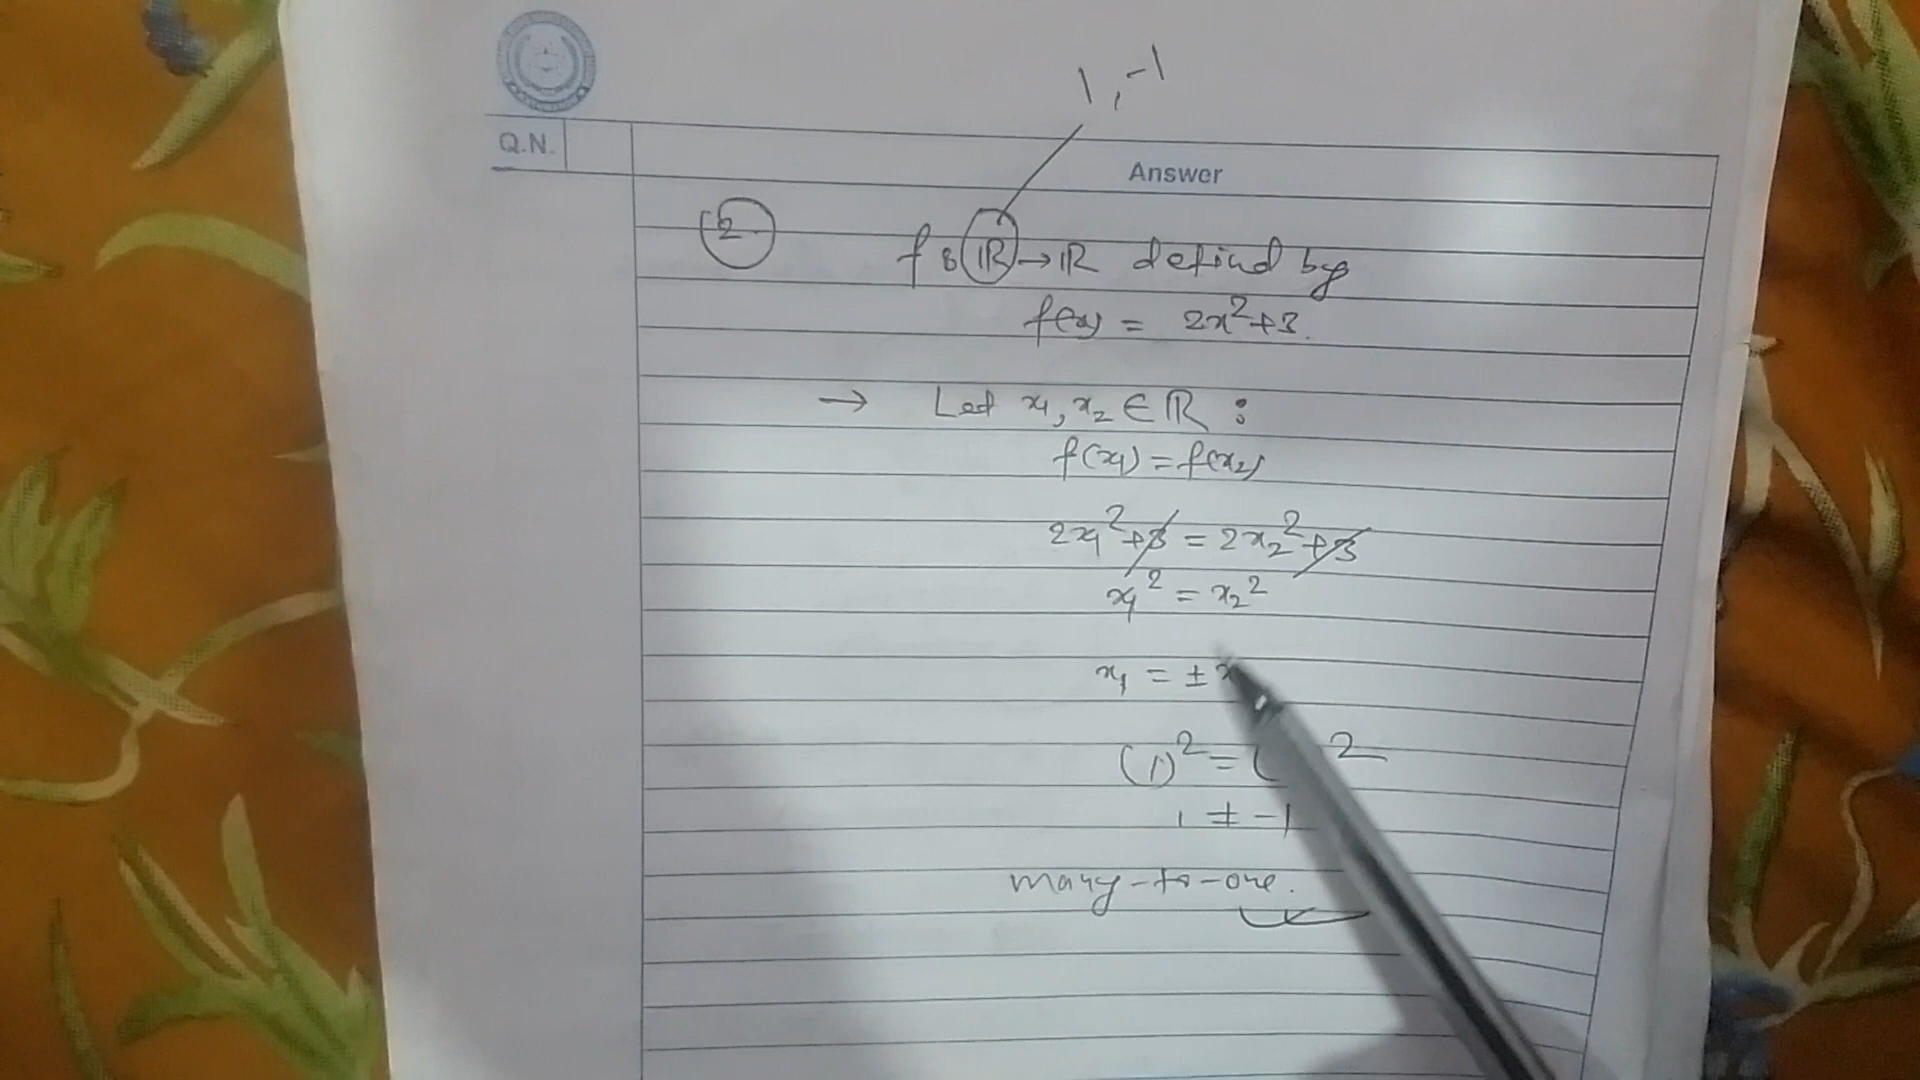 1, -1
Q.N.
Answer
(2) f: ℝ → ℝ defind by
f(x) = 2x² + 3.
→ Let x₁, x₂ ∈ ℝ :
f(x₁) = f(x₂)
2x₁² + 3 = 2x₂² + 3
x₁² = x₂²
x₁ = ± x
(1)² = ( ²
1 ≠ -1
many-to-one.